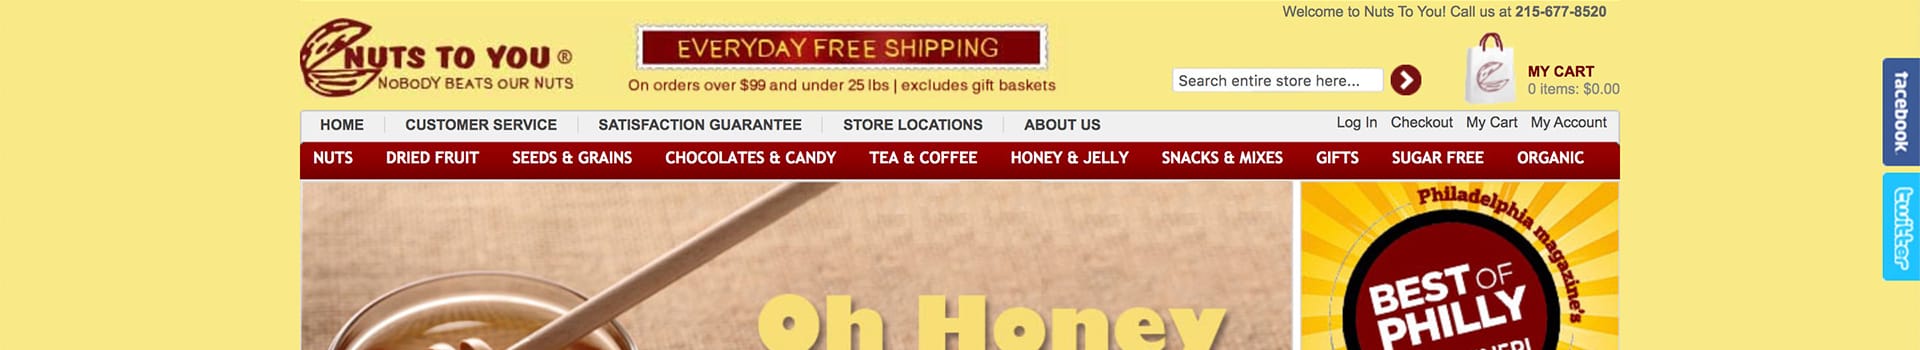 Welcome to Nuts To You! Call us at 215-677-8520
NUTS TO YOU ®
NOBODY BEATS OUR NUTS
EVERYDAY FREE SHIPPING
On orders over $99 and under 25 lbs | excludes gift baskets
Search entire store here...
MY CART
0 items: $0.00
HOME CUSTOMER SERVICE SATISFACTION GUARANTEE STORE LOCATIONS ABOUT US
Log In Checkout My Cart My Account
NUTS DRIED FRUIT SEEDS & GRAINS CHOCOLATES & CANDY TEA & COFFEE HONEY & JELLY SNACKS & MIXES GIFTS SUGAR FREE ORGANIC
Oh Honey
Philadelphia magazine's
BEST OF
PHILLY
facebook
twitter